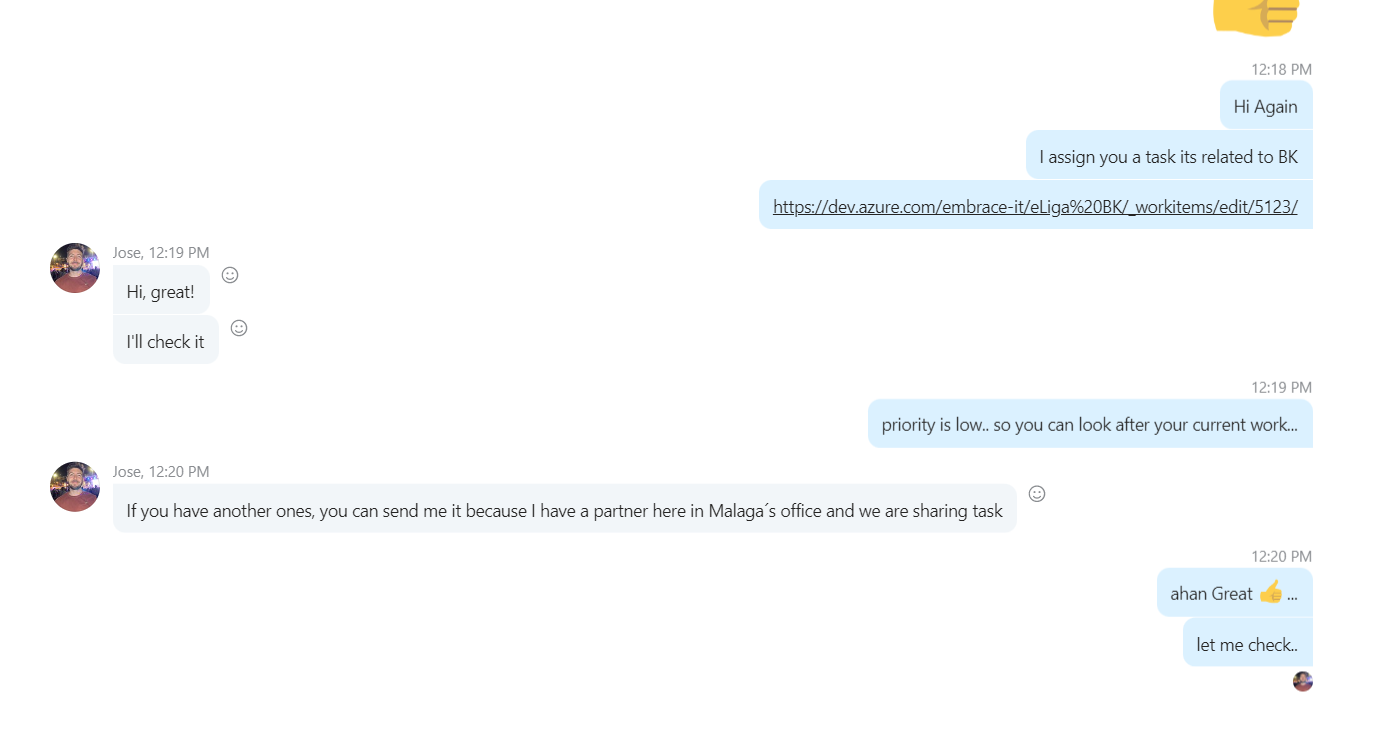 12:18 PM
Hi Again
I assign you a task its related to BK
https://dev.azure.com/embrace-it/eLiga%20BK/_workitems/edit/5123/
Jose, 12:19 PM
Hi, great!
I'll check it
12:19 PM
priority is low.. so you can look after your current work...
Jose, 12:20 PM
If you have another ones, you can send me it because I have a partner here in Malaga´s office and we are sharing task
12:20 PM
ahan Great 👍 ...
let me check..